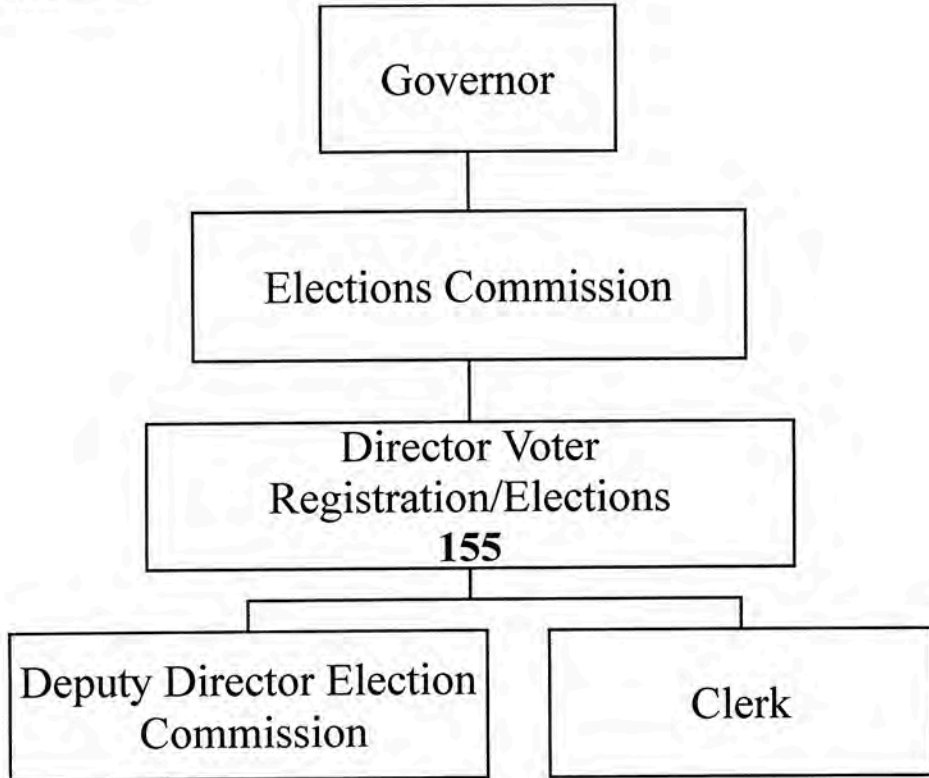 Governor
Elections Commission
Director Voter
Registration/Elections
155
Deputy Director Election
Commission
Clerk